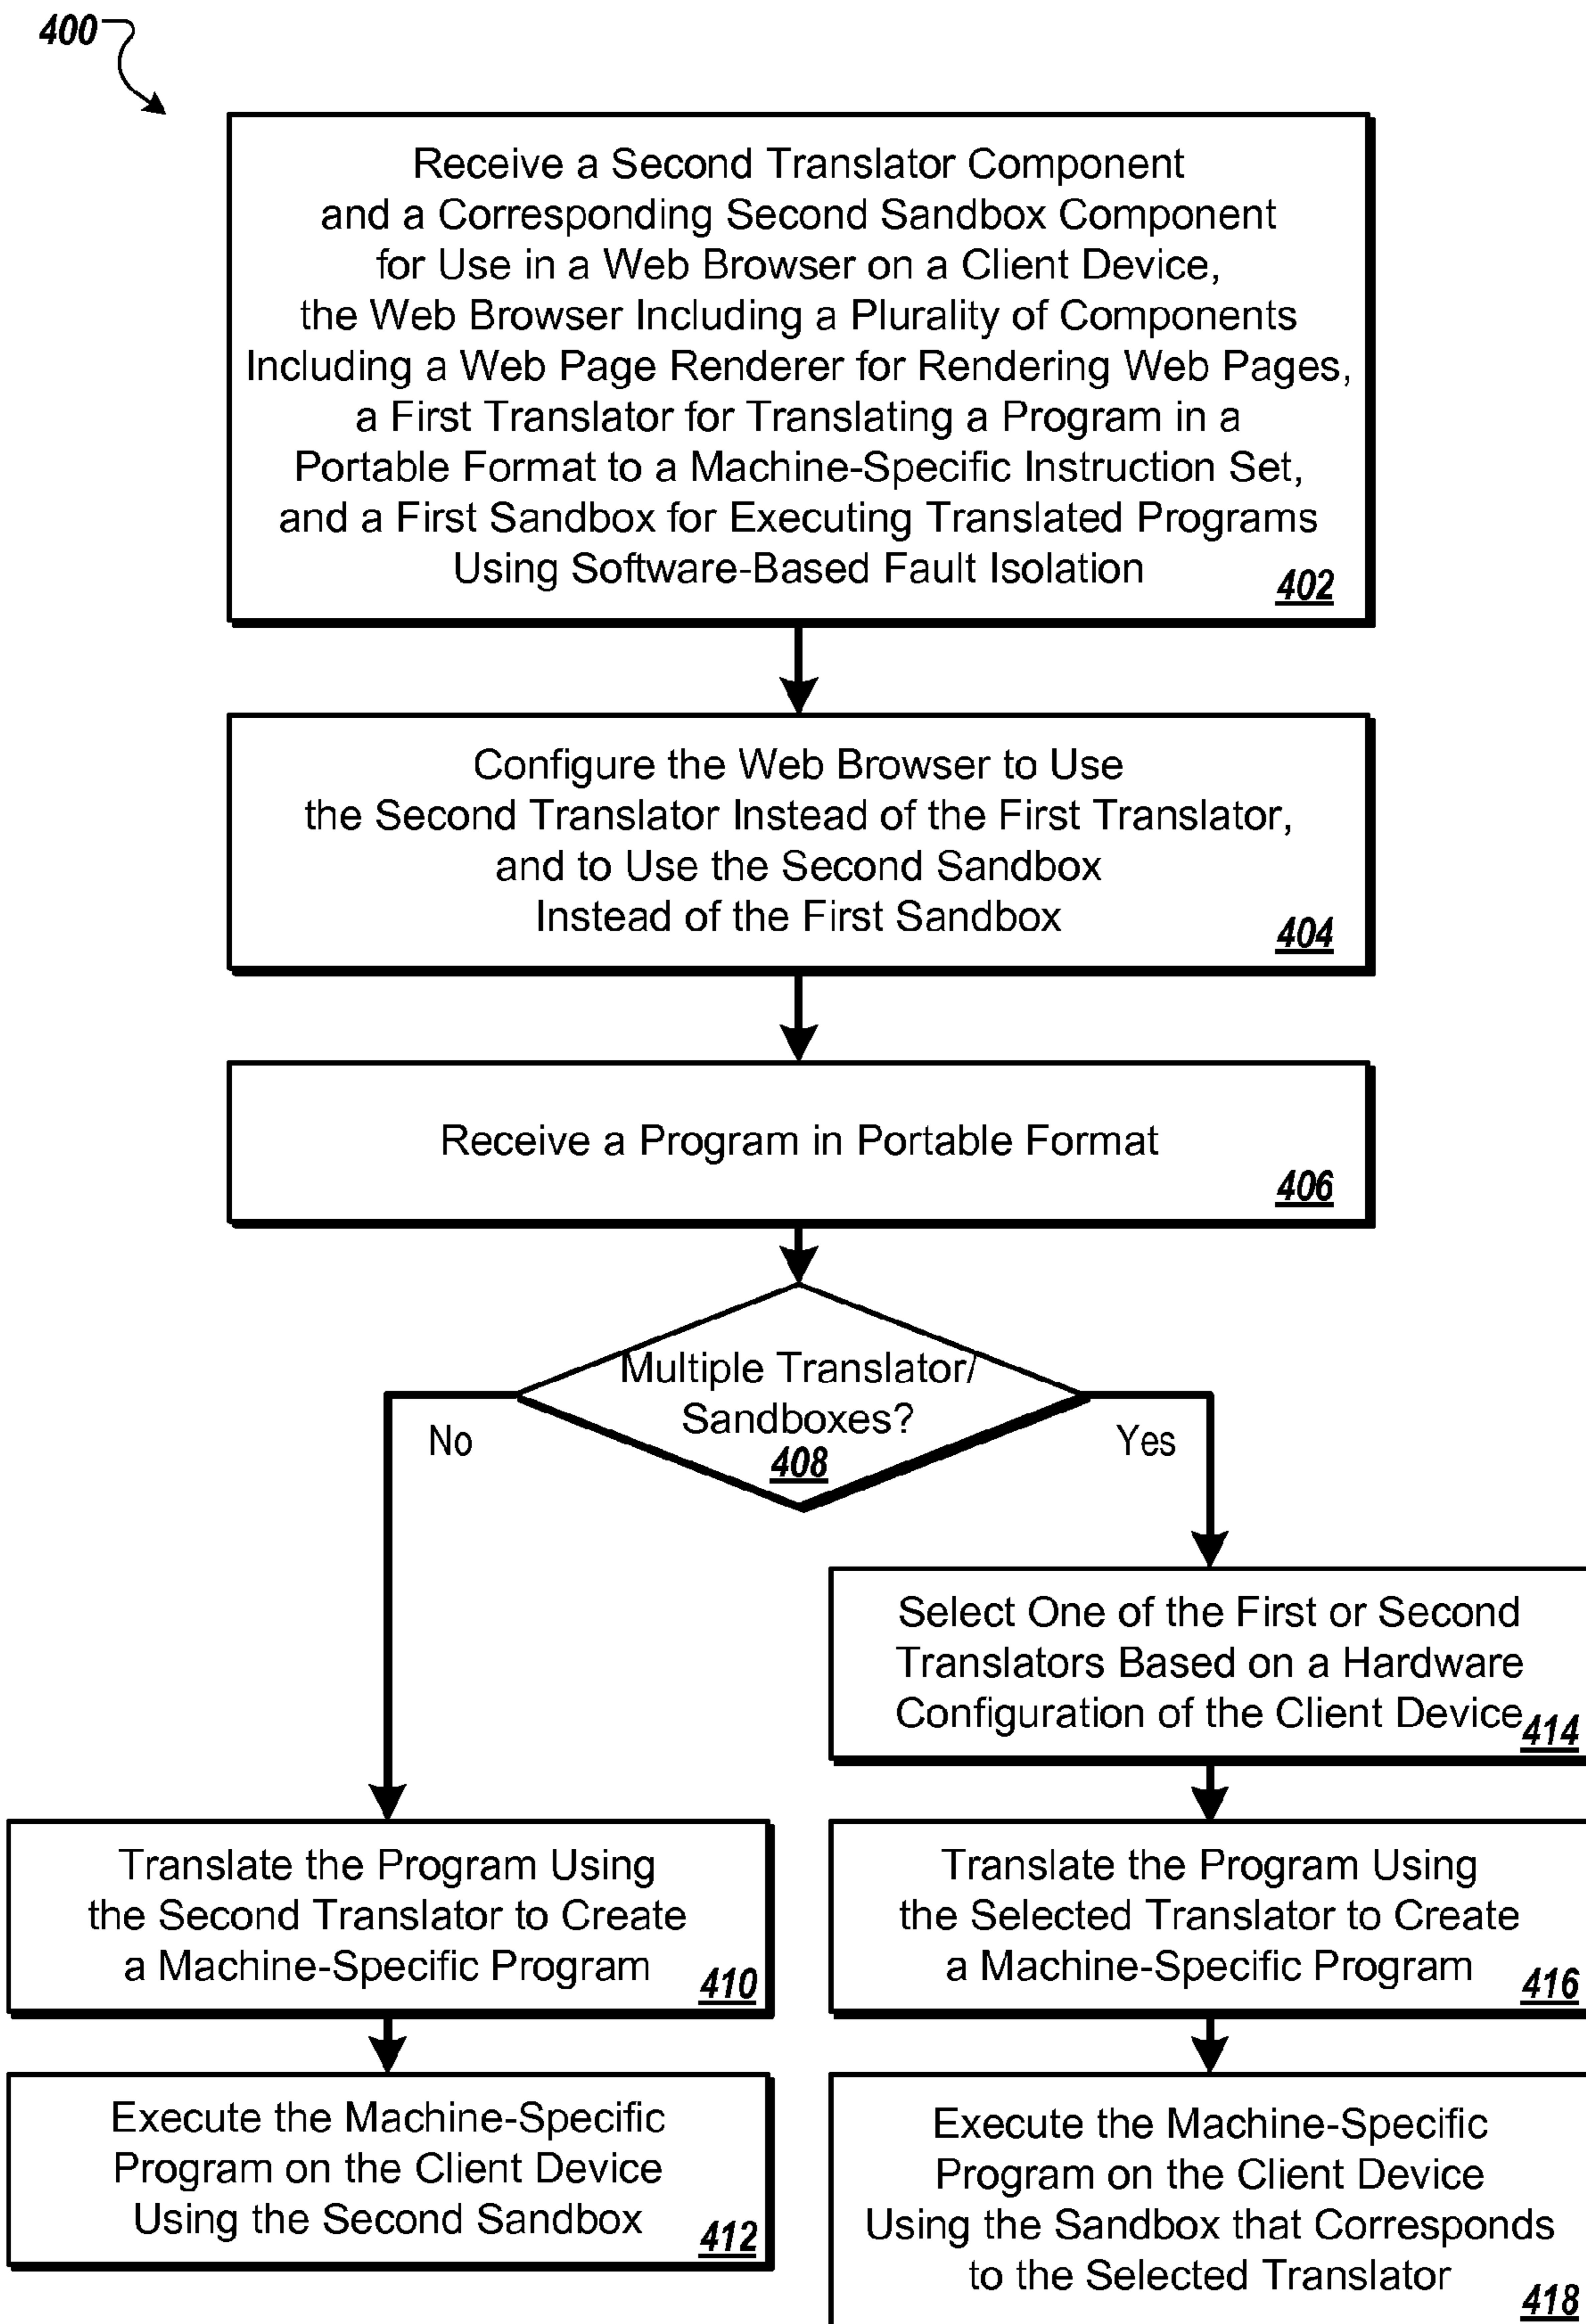 400
Receive a Second Translator Component
and a Corresponding Second Sandbox Component
for Use in a Web Browser on a Client Device,
the Web Browser Including a Plurality of Components
Including a Web Page Renderer for Rendering Web Pages,
a First Translator for Translating a Program in a
Portable Format to a Machine-Specific Instruction Set,
and a First Sandbox for Executing Translated Programs
Using Software-Based Fault Isolation
402
Configure the Web Browser to Use
the Second Translator Instead of the First Translator,
and to Use the Second Sandbox
Instead of the First Sandbox
404
Receive a Program in Portable Format
406
Multiple Translator/
Sandboxes?
408
No
Yes
Select One of the First or Second
Translators Based on a Hardware
Configuration of the Client Device
414
Translate the Program Using
the Second Translator to Create
a Machine-Specific Program
410
Translate the Program Using
the Selected Translator to Create
a Machine-Specific Program
416
Execute the Machine-Specific
Program on the Client Device
Using the Second Sandbox
412
Execute the Machine-Specific
Program on the Client Device
Using the Sandbox that Corresponds
to the Selected Translator
418